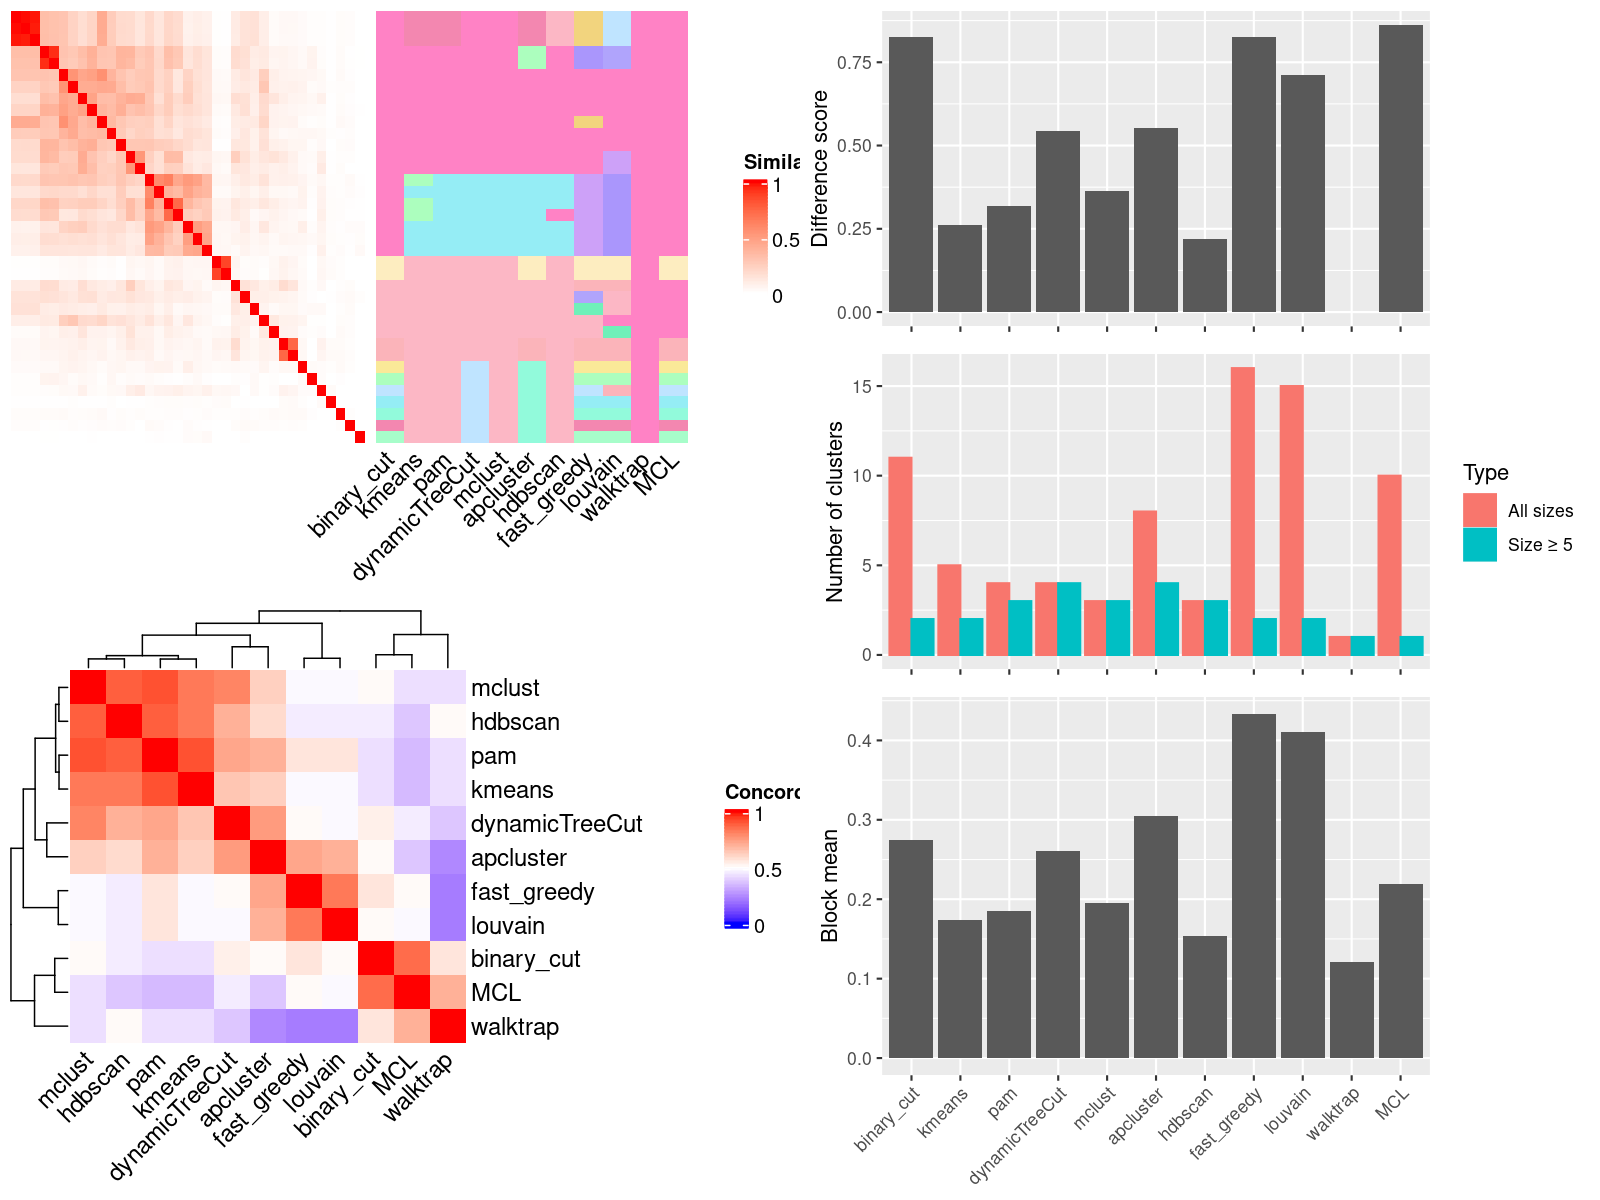 Simila
1
0.5
0
binary_cut
kmeans
pam
dynamicTreeCut
mclust
apcluster
hdbscan
fast_greedy
louvain
walktrap
MCL
mclust
hdbscan
pam
kmeans
dynamicTreeCut
apcluster
fast_greedy
louvain
binary_cut
MCL
walktrap
mclust
hdbscan
pam
kmeans
dynamicTreeCut
apcluster
fast_greedy
louvain
binary_cut
MCL
walktrap
Concord
1
0.5
0
Difference score
0.75
0.50
0.25
0.00
Number of clusters
15
10
5
0
Type
All sizes
Size ≥ 5
Block mean
0.4
0.3
0.2
0.1
0.0
binary_cut
kmeans
pam
dynamicTreeCut
mclust
apcluster
hdbscan
fast_greedy
louvain
walktrap
MCL